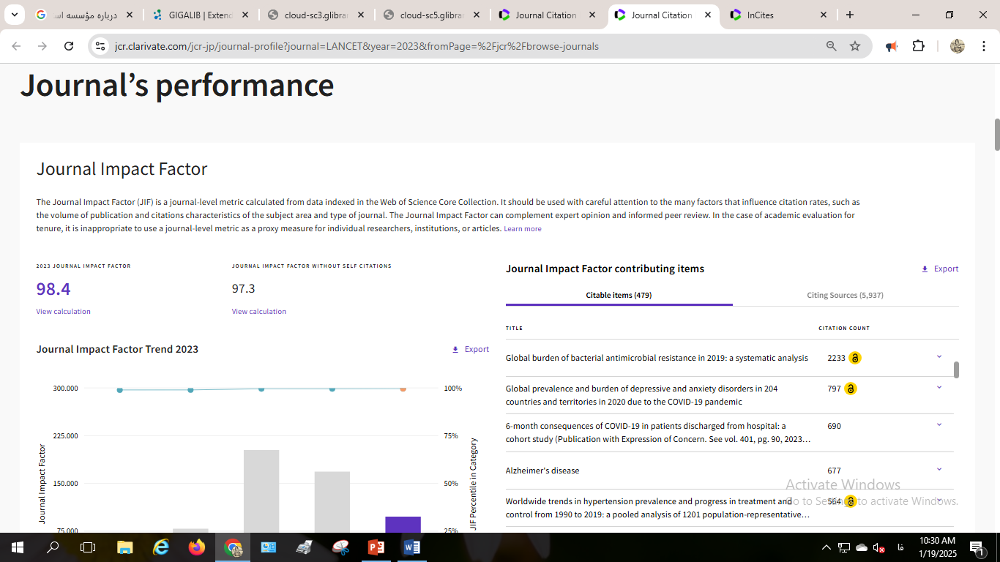 درباره مؤسسه اسـ
GIGALIB | Extend
cloud-sc3.glibrar
cloud-sc5.glibrar
Journal Citation
Journal Citation
InCites
jcr.clarivate.com/jcr-jp/journal-profile?journal=LANCET&year=2023&fromPage=%2Fjcr%2Fbrowse-journals
Journal’s performance
Journal Impact Factor
The Journal Impact Factor (JIF) is a journal-level metric calculated from data indexed in the Web of Science Core Collection. It should be used with careful attention to the many factors that influence citation rates, such as
the volume of publication and citations characteristics of the subject area and type of journal. The Journal Impact Factor can complement expert opinion and informed peer review. In the case of academic evaluation for
tenure, it is inappropriate to use a journal-level metric as a proxy measure for individual researchers, institutions, or articles. Learn more
2023 JOURNAL IMPACT FACTOR
98.4
View calculation
JOURNAL IMPACT FACTOR WITHOUT SELF CITATIONS
97.3
View calculation
Journal Impact Factor Trend 2023
Export
300.000
225.000
150.000
75.000
Journal Impact Factor
100%
75%
50%
25%
JIF Percentile in Category
Journal Impact Factor contributing items
Export
Citable items (479)
Citing Sources (5,937)
TITLE
CITATION COUNT
Global burden of bacterial antimicrobial resistance in 2019: a systematic analysis
2233
Global prevalence and burden of depressive and anxiety disorders in 204
countries and territories in 2020 due to the COVID-19 pandemic
797
6-month consequences of COVID-19 in patients discharged from hospital: a
cohort study (Publication with Expression of Concern. See vol. 401, pg. 90, 2023…
690
Alzheimer's disease
677
Worldwide trends in hypertension prevalence and progress in treatment and
control from 1990 to 2019: a pooled analysis of 1201 population-representative…
564
Activate Windows
Go to Settings to activate Windows.
فا
10:30 AM
1/19/2025
1